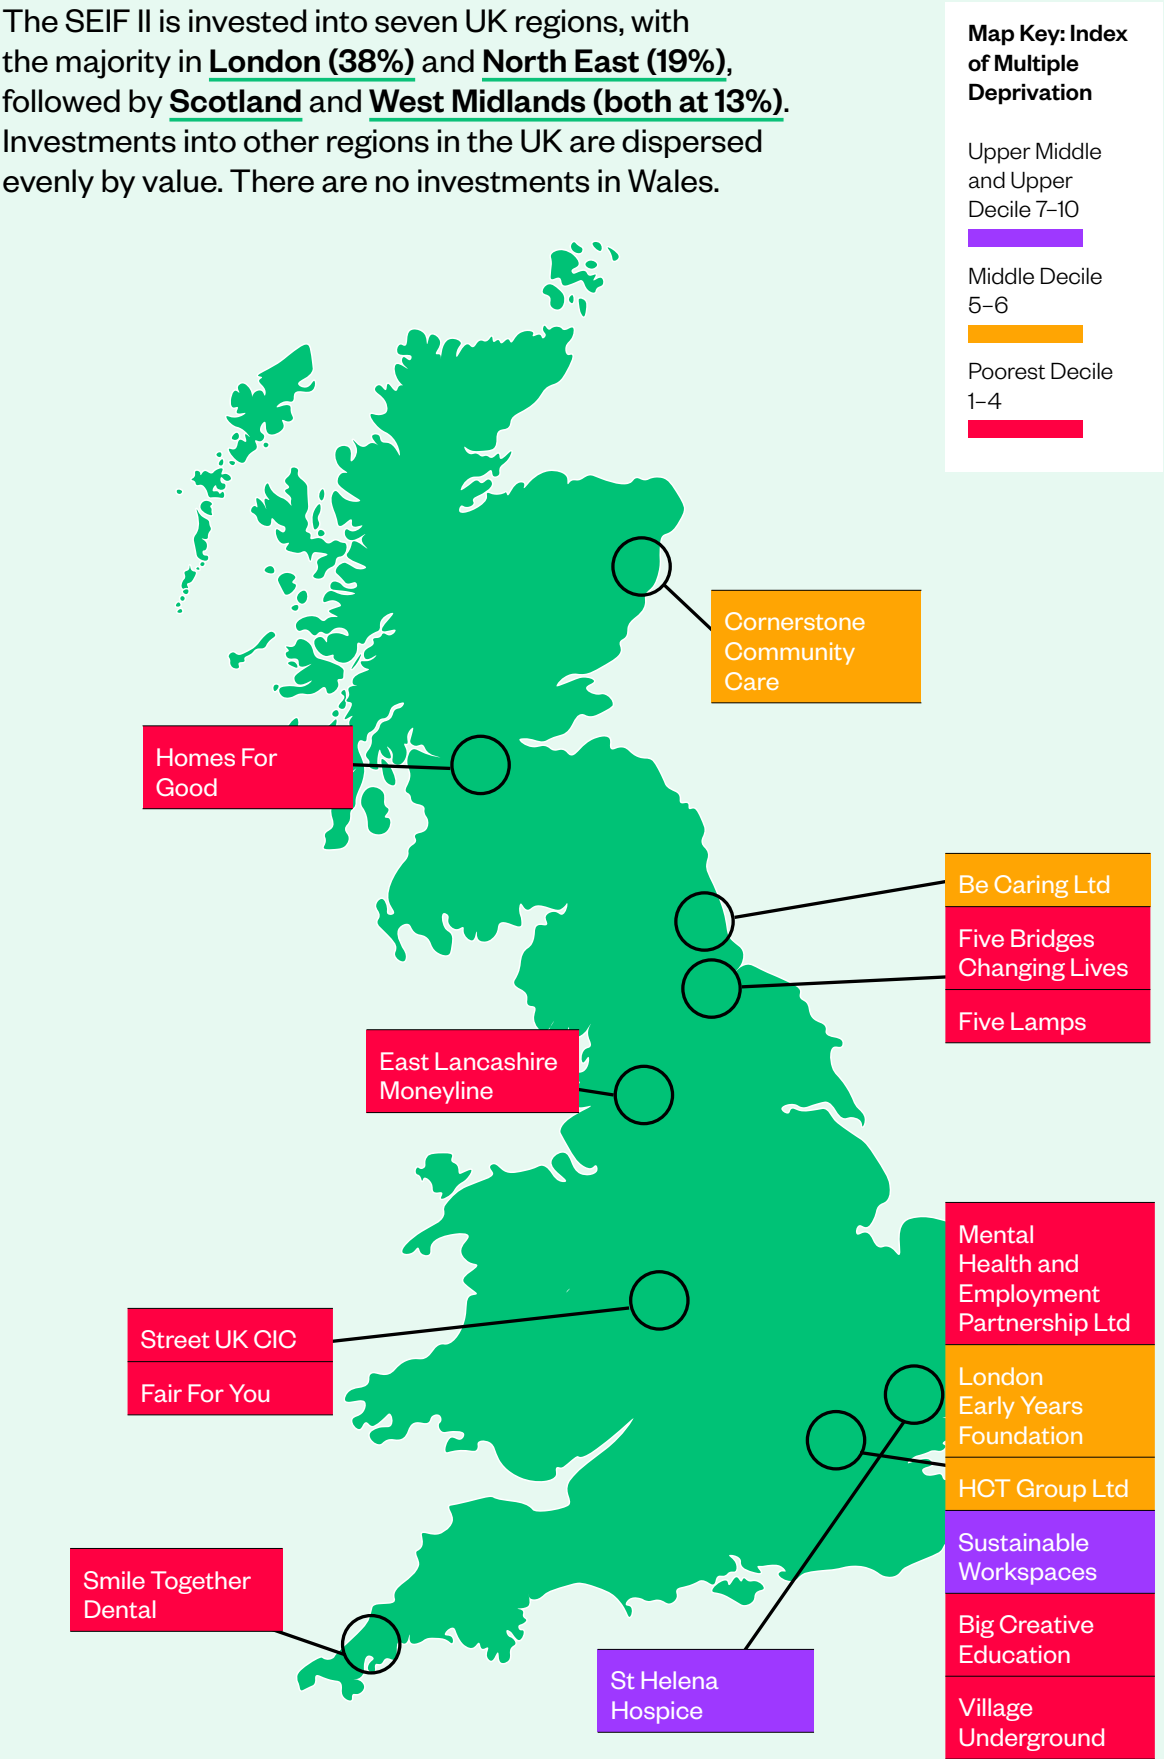 The SEIF II is invested into seven UK regions, with
the majority in London (38%) and North East (19%),
followed by Scotland and West Midlands (both at 13%).
Investments into other regions in the UK are dispersed
evenly by value. There are no investments in Wales.
Map Key: Index
of Multiple
Deprivation
Upper Middle
and Upper
Decile 7–10
Middle Decile
5–6
Poorest Decile
1–4
Cornerstone
Community
Care
Homes For
Good
Be Caring Ltd
Five Bridges
Changing Lives
Five Lamps
East Lancashire
Moneyline
Mental
Health and
Employment
Partnership Ltd
London
Early Years
Foundation
HCT Group Ltd
Sustainable
Workspaces
Big Creative
Education
Village
Underground
Street UK CIC
Fair For You
Smile Together
Dental
St Helena
Hospice